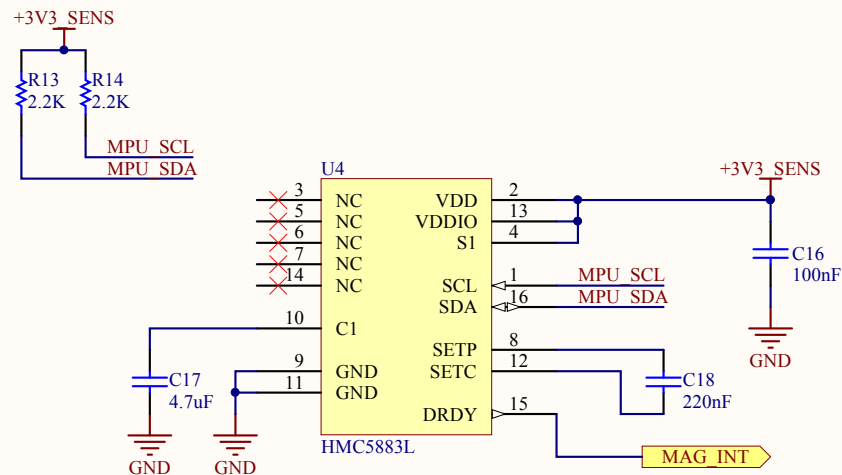 +3V3_SENS
R13
2.2K
R14
2.2K
MPU_SCL
MPU_SDA
U4
3 NC
5 NC
6 NC
7 NC
14 NC
10 C1
9 GND
11 GND
VDD 2
VDDIO 13
S1 4
SCL 1 MPU_SCL
SDA 16 MPU_SDA
SETP 8
SETC 12
DRDY 15
HMC5883L
+3V3_SENS
C16
100nF
GND
C17
4.7uF
GND
GND
C18
220nF
MAG_INT